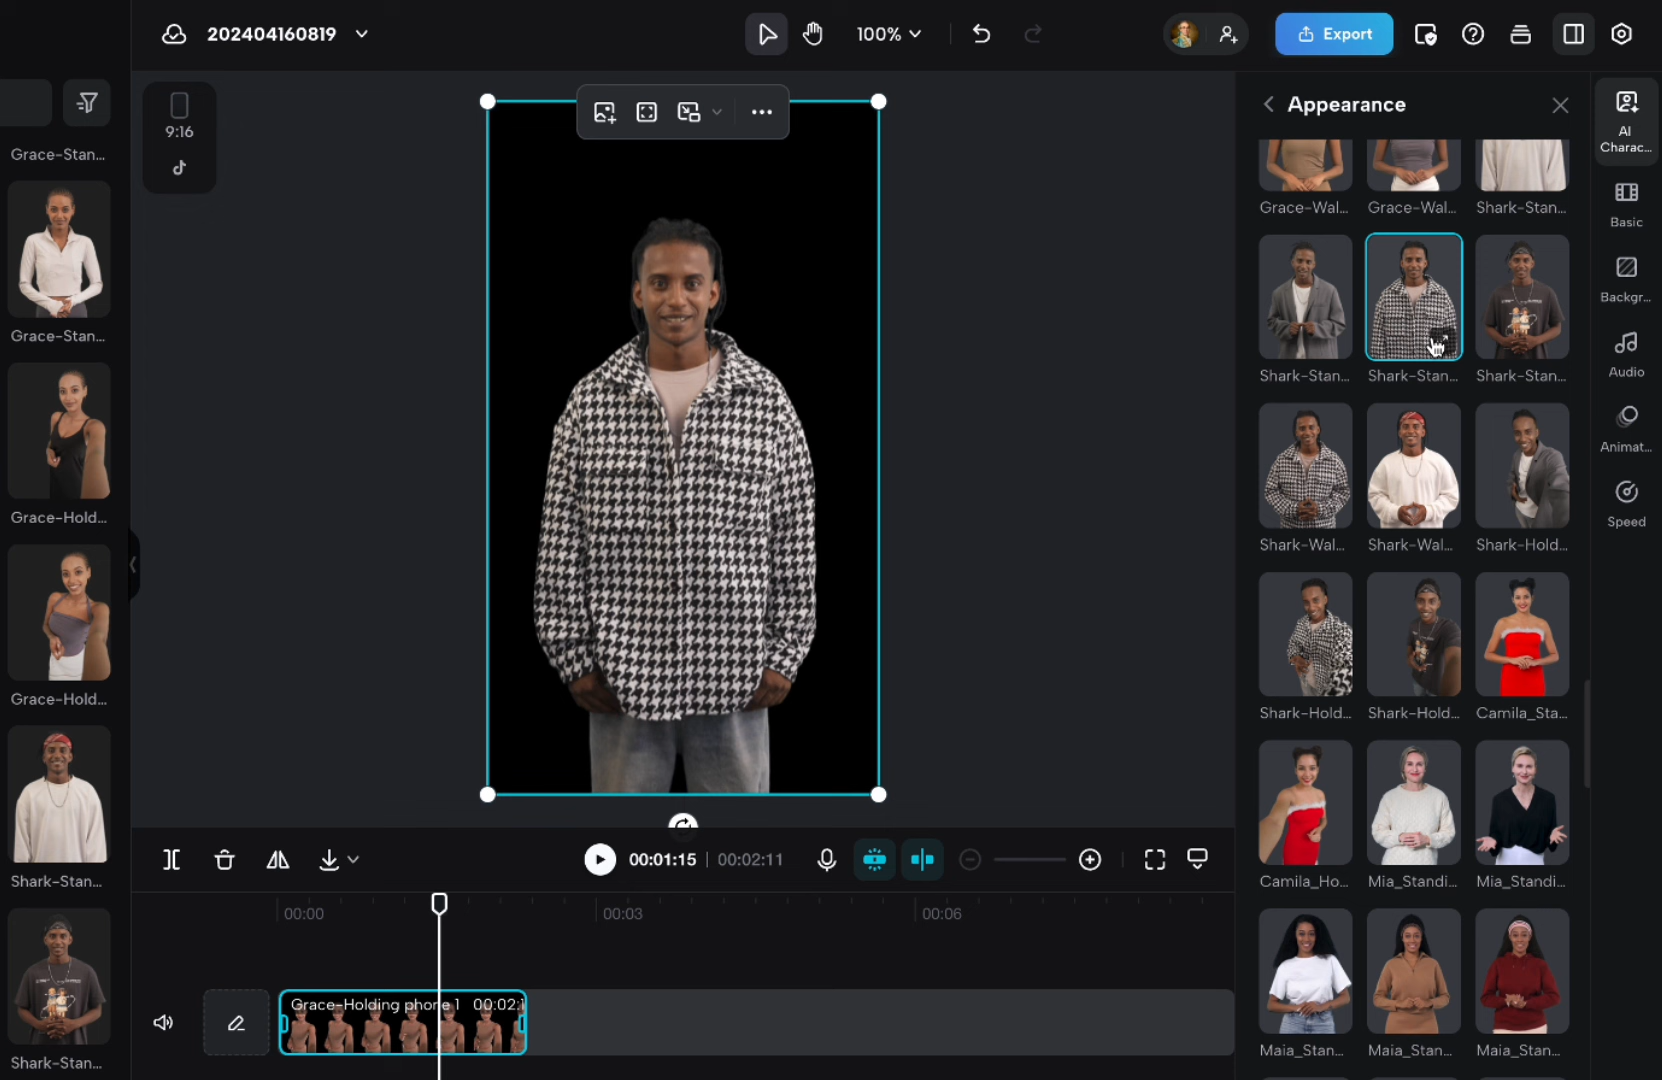 202404160819
100%
Export
9:16
Grace-Stan...
Grace-Stan...
Grace-Hold...
Grace-Hold...
Shark-Stan...
Shark-Stan...
Appearance
Grace-Wal...
Grace-Wal...
Shark-Stan...
Shark-Stan...
Shark-Stan...
Shark-Stan...
Shark-Wal...
Shark-Wal...
Shark-Hold...
Shark-Hold...
Shark-Hold...
Camila_Sta...
Camila_Ho...
Mia_Standi...
Mia_Standi...
Maia_Stan...
Maia_Stan...
Maia_Stan...
AI
Charac...
Basic
Backgr...
Audio
Animat...
Speed
00:01:15 | 00:02:11
00:00
00:03
00:06
Grace-Holding phone 1 00:02:1